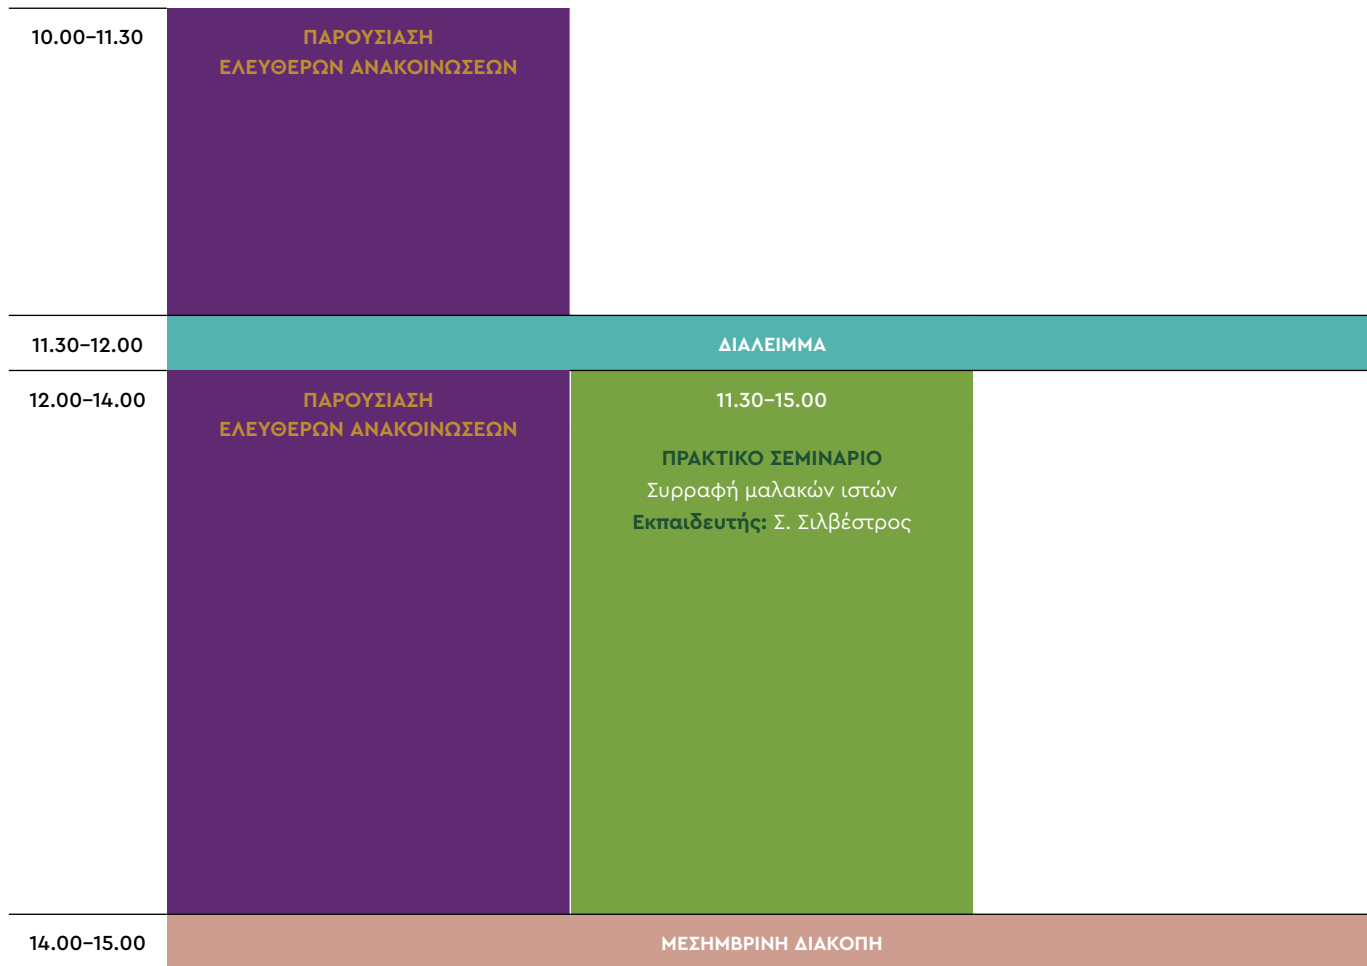 10.00–11.30
ΠΑΡΟΥΣΙΑΣΗ
ΕΛΕΥΘΕΡΩΝ ΑΝΑΚΟΙΝΩΣΕΩΝ
11.30–12.00
ΔΙΑΛΕΙΜΜΑ
12.00–14.00
ΠΑΡΟΥΣΙΑΣΗ
ΕΛΕΥΘΕΡΩΝ ΑΝΑΚΟΙΝΩΣΕΩΝ
11.30–15.00
ΠΡΑΚΤΙΚΟ ΣΕΜΙΝΑΡΙΟ
Συρραφή μαλακών ιστών
Εκπαιδευτής: Σ. Σιλβέστρος
14.00–15.00
ΜΕΣΗΜΒΡΙΝΗ ΔΙΑΚΟΠΗ